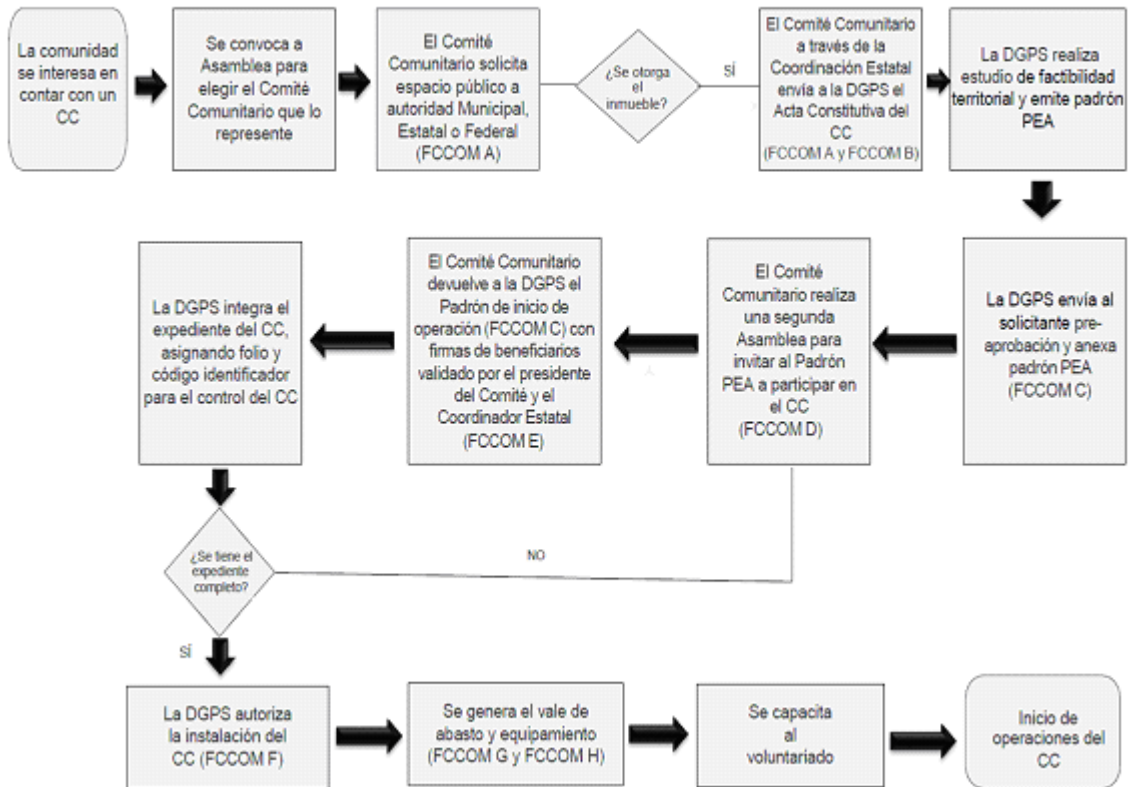 La comunidad
se interesa en
contar con un
CC
Se convoca a
Asamblea para
elegir el Comité
Comunitario que lo
represente
El Comité
Comunitario solicita
espacio público a
autoridad Municipal,
Estatal o Federal
(FCCOM A)
¿Se otorga
el
inmueble?
SÍ
El Comité Comunitario
a través de la
Coordinación Estatal
envía a la DGPS el
Acta Constitutiva del
CC
(FCCOM A y FCCOM B)
La DGPS realiza
estudio de factibilidad
territorial y emite padrón
PEA
La DGPS envía al
solicitante pre-
aprobación y anexa
padrón PEA
(FCCOM C)
El Comité
Comunitario realiza
una segunda
Asamblea para
invitar al Padrón
PEA a participar en
el CC
(FCCOM D)
El Comité Comunitario
devuelve a la DGPS el
Padrón de inicio de
operación (FCCOM C) con
firmas de beneficiarios
validado por el presidente
del Comité y el
Coordinador Estatal
(FCCOM E)
La DGPS integra el
expediente del CC,
asignando folio y
código identificador
para el control del CC
¿Se tiene el
expediente
completo?
NO
SÍ
La DGPS autoriza
la instalación del
CC (FCCOM F)
Se genera el vale de
abasto y equipamiento
(FCCOM G y FCCOM H)
Se capacita
al
voluntariado
Inicio de
operaciones del
CC